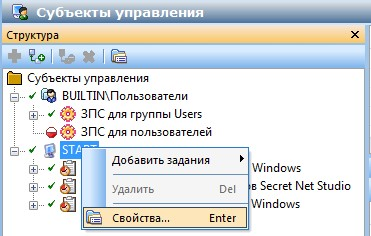 Субъекты управления
Структура
Субъекты управления
BUILTIN\Пользователи
ЗПС для группы Users
ЗПС для пользователей
Добавить задания
Windows
Удалить Del
в Secret Net Studio
Свойства... Enter
Windows